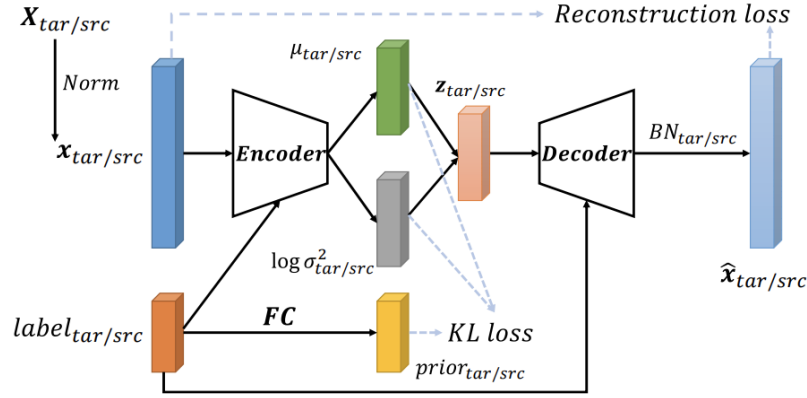 X_tar/src
Reconstruction loss
Norm
μ_tar/src
z_tar/src
x_tar/src
Encoder
Decoder
BN_tar/src
log σ²_tar/src
x̂_tar/src
label_tar/src
FC
KL loss
prior_tar/src